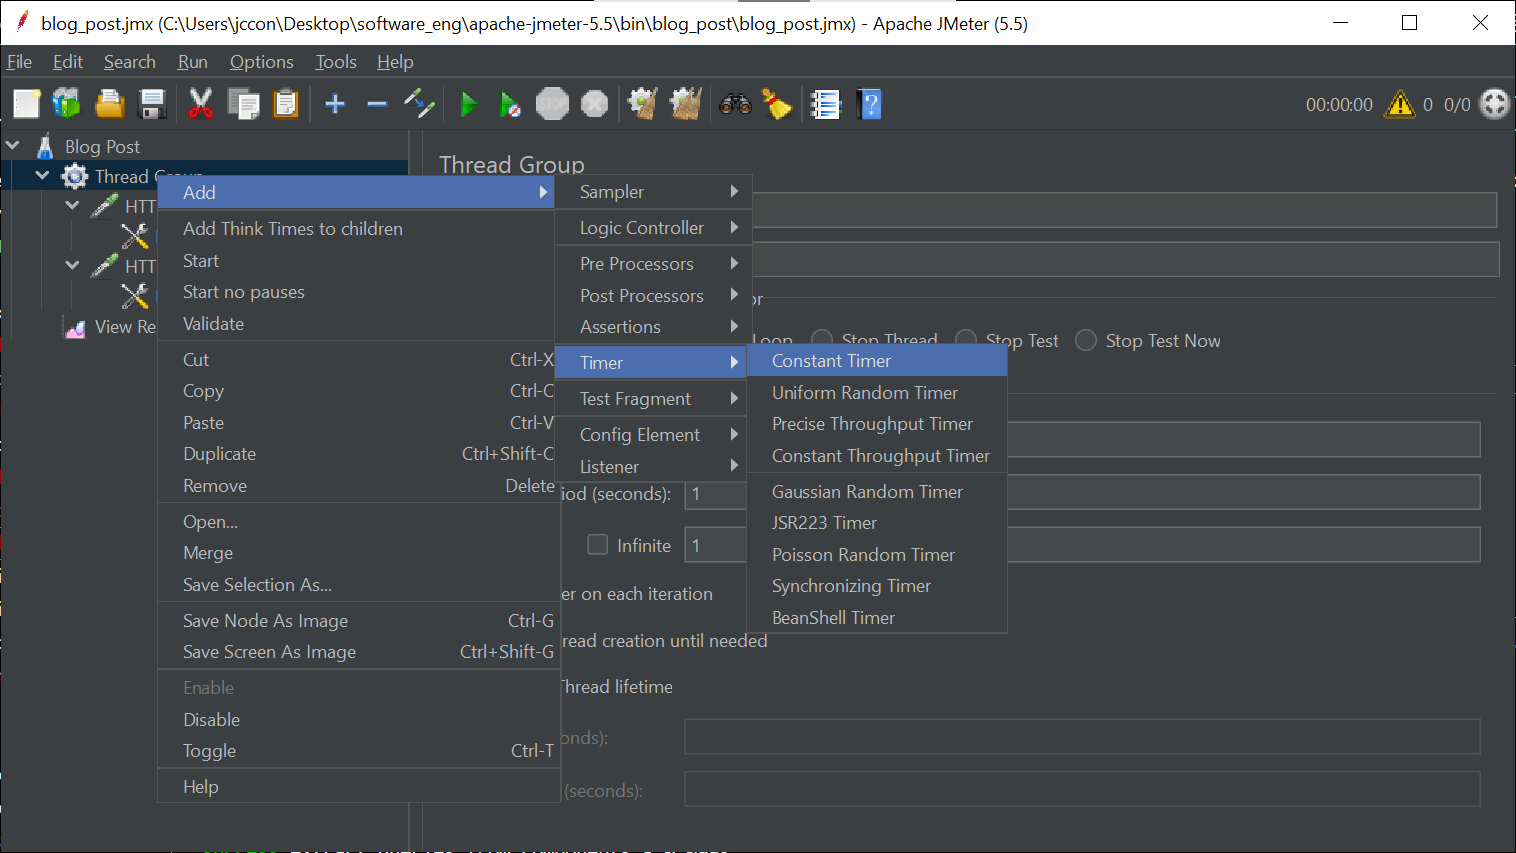 blog_post.jmx (C:\Users\jccon\Desktop\software_eng\apache-jmeter-5.5\bin\blog_post\blog_post.jmx) - Apache JMeter (5.5)
File Edit Search Run Options Tools Help
STOP
00:00:00 0 0/0
Blog Post
Thread Group
HTT
HTT
View Re
Add
Add Think Times to children
Start
Start no pauses
Validate
Cut Ctrl-X
Copy Ctrl-C
Paste Ctrl-V
Duplicate Ctrl+Shift-C
Remove Delete
Open...
Merge
Save Selection As...
Save Node As Image Ctrl-G
Save Screen As Image Ctrl+Shift-G
Enable
Disable
Toggle Ctrl-T
Help
Sampler
Logic Controller
Pre Processors
Post Processors
Assertions
Timer
Test Fragment
Config Element
Listener
Constant Timer
Uniform Random Timer
Precise Throughput Timer
Constant Throughput Timer
Gaussian Random Timer
JSR223 Timer
Poisson Random Timer
Synchronizing Timer
BeanShell Timer
Thread Group
or
Loop Stop Thread Stop Test Stop Test Now
iod (seconds): 1
Infinite 1
er on each iteration
read creation until needed
Thread lifetime
onds):
(seconds):